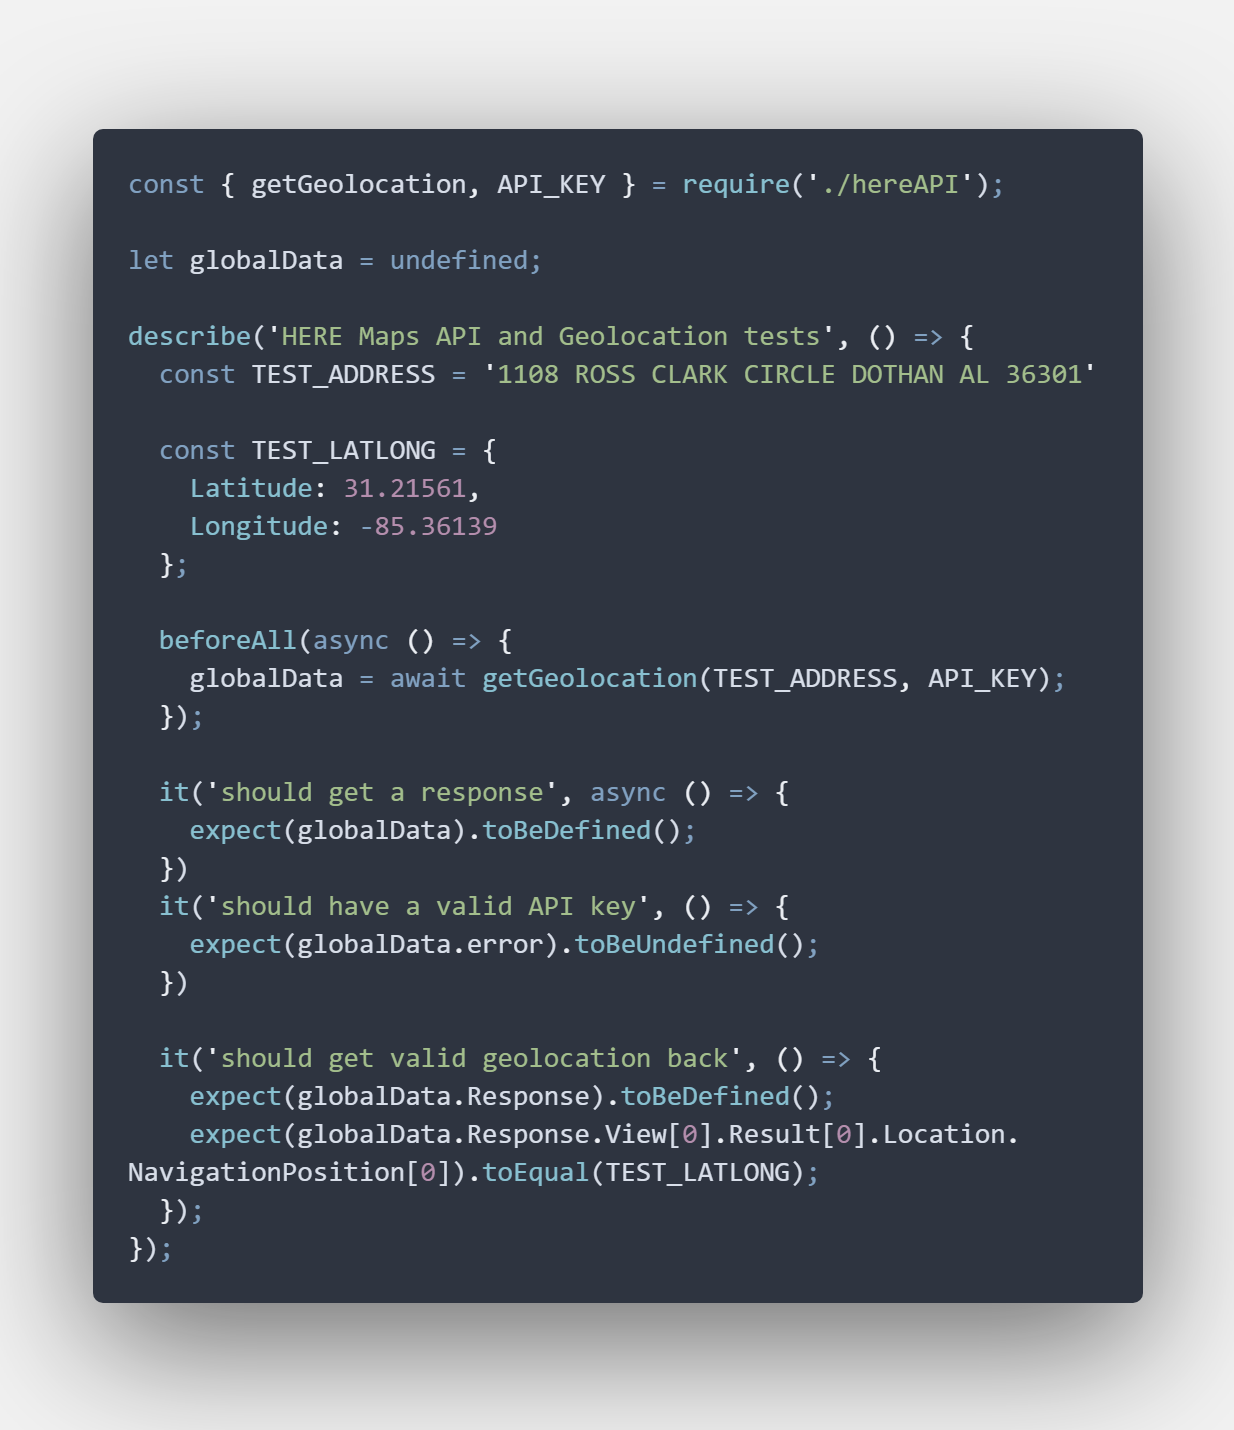 const { getGeolocation, API_KEY } = require('./hereAPI');
let globalData = undefined;
describe('HERE Maps API and Geolocation tests', () => {
  const TEST_ADDRESS = '1108 ROSS CLARK CIRCLE DOTHAN AL 36301'
  const TEST_LATLONG = {
    Latitude: 31.21561,
    Longitude: -85.36139
  };
  beforeAll(async () => {
    globalData = await getGeolocation(TEST_ADDRESS, API_KEY);
  });
  it('should get a response', async () => {
    expect(globalData).toBeDefined();
  })
  it('should have a valid API key', () => {
    expect(globalData.error).toBeUndefined();
  })
  it('should get valid geolocation back', () => {
    expect(globalData.Response).toBeDefined();
    expect(globalData.Response.View[0].Result[0].Location.
NavigationPosition[0]).toEqual(TEST_LATLONG);
  });
});